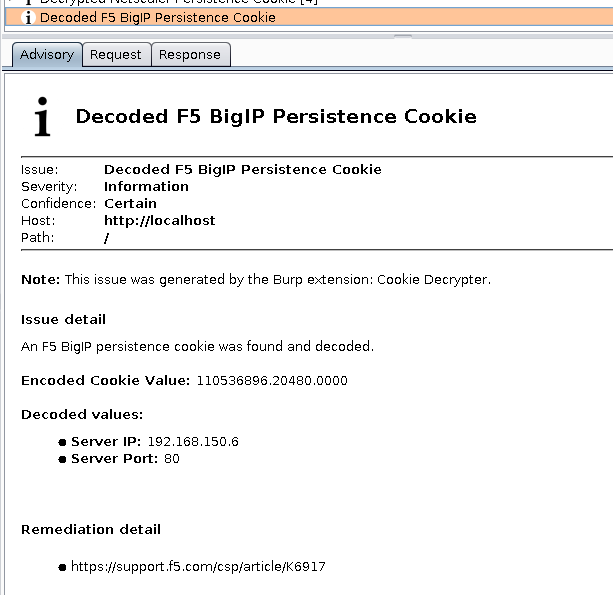 Decrypted Netscaler Persistence Cookie [4]
i Decoded F5 BigIP Persistence Cookie
Advisory Request Response
i Decoded F5 BigIP Persistence Cookie
Issue: Decoded F5 BigIP Persistence Cookie
Severity: Information
Confidence: Certain
Host: http://localhost
Path: /
Note: This issue was generated by the Burp extension: Cookie Decrypter.
Issue detail
An F5 BigIP persistence cookie was found and decoded.
Encoded Cookie Value: 110536896.20480.0000
Decoded values:
● Server IP: 192.168.150.6
● Server Port: 80
Remediation detail
● https://support.f5.com/csp/article/K6917